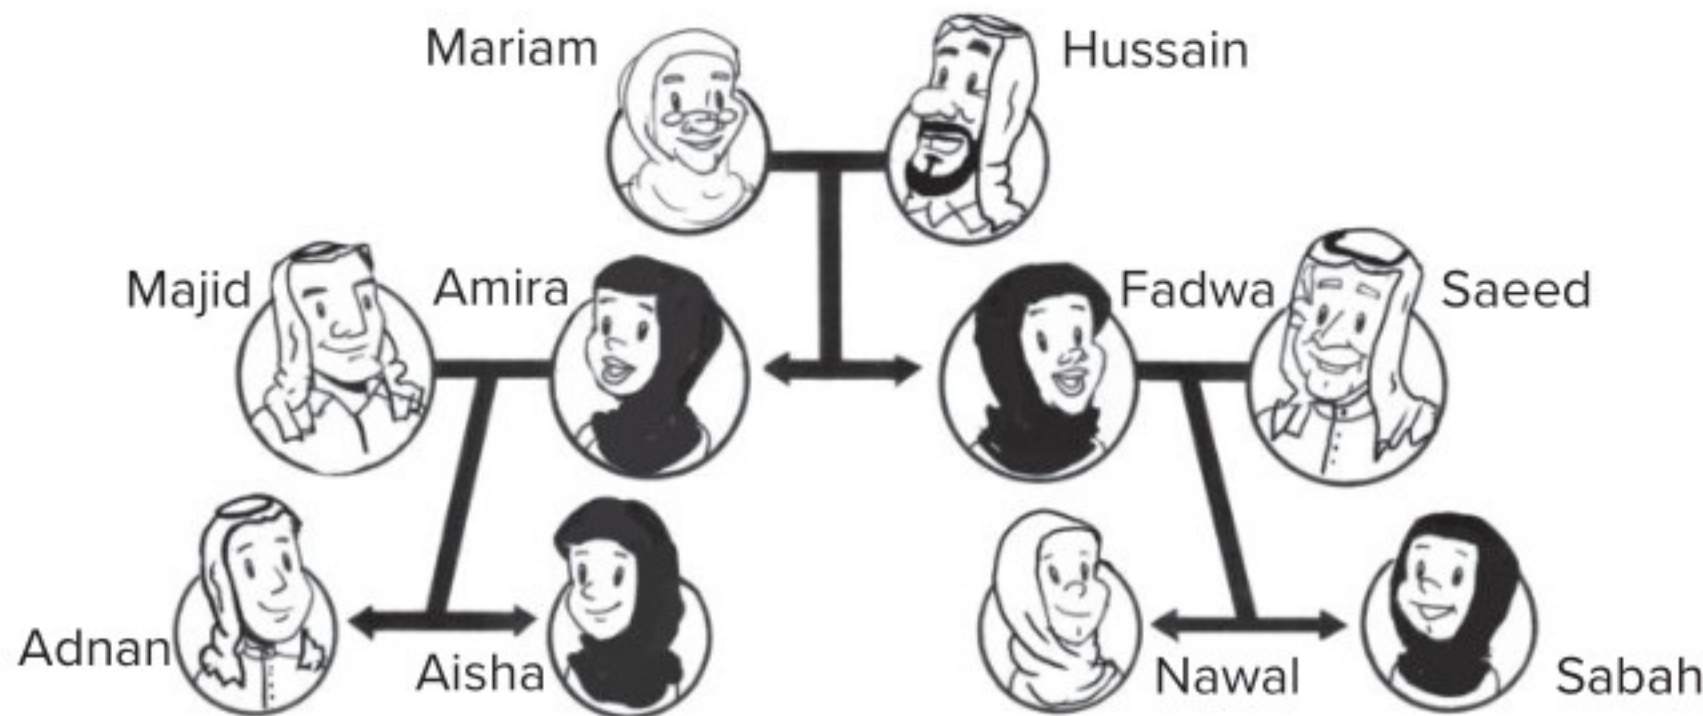 Mariam
Hussain
Majid
Amira
Fadwa
Saeed
Adnan
Aisha
Nawal
Sabah